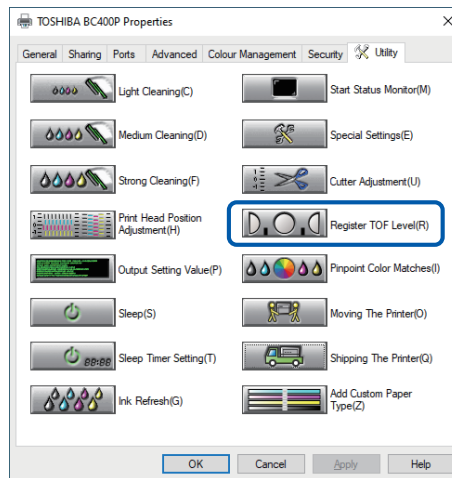 TOSHIBA BC400P Properties
General Sharing Ports Advanced Colour Management Security Utility
Light Cleaning(C)
Start Status Monitor(M)
Medium Cleaning(D)
Special Settings(E)
Strong Cleaning(F)
Cutter Adjustment(U)
Print Head Position
Adjustment(H)
Register TOF Level(R)
Output Setting Value(P)
Pinpoint Color Matches(I)
Sleep(S)
Moving The Printer(O)
88:88
Sleep Timer Setting(T)
Shipping The Printer(Q)
Ink Refresh(G)
Add Custom Paper
Type(Z)
OK Cancel Apply Help